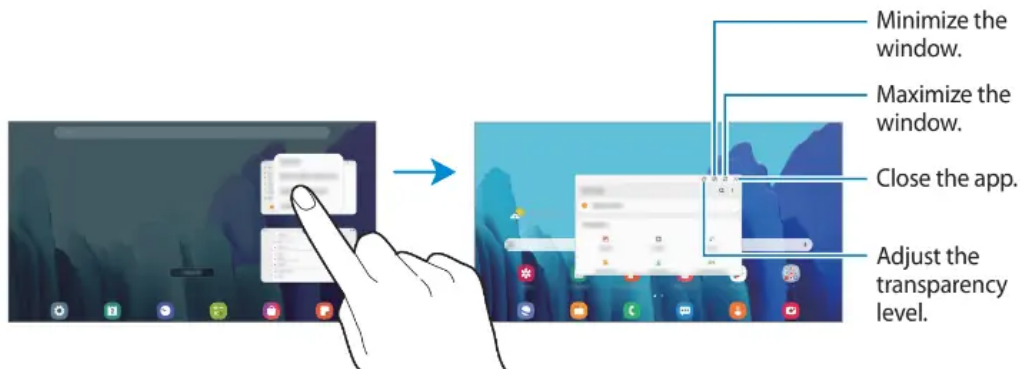 Minimize the
window.
Maximize the
window.
Close the app.
Adjust the
transparency
level.